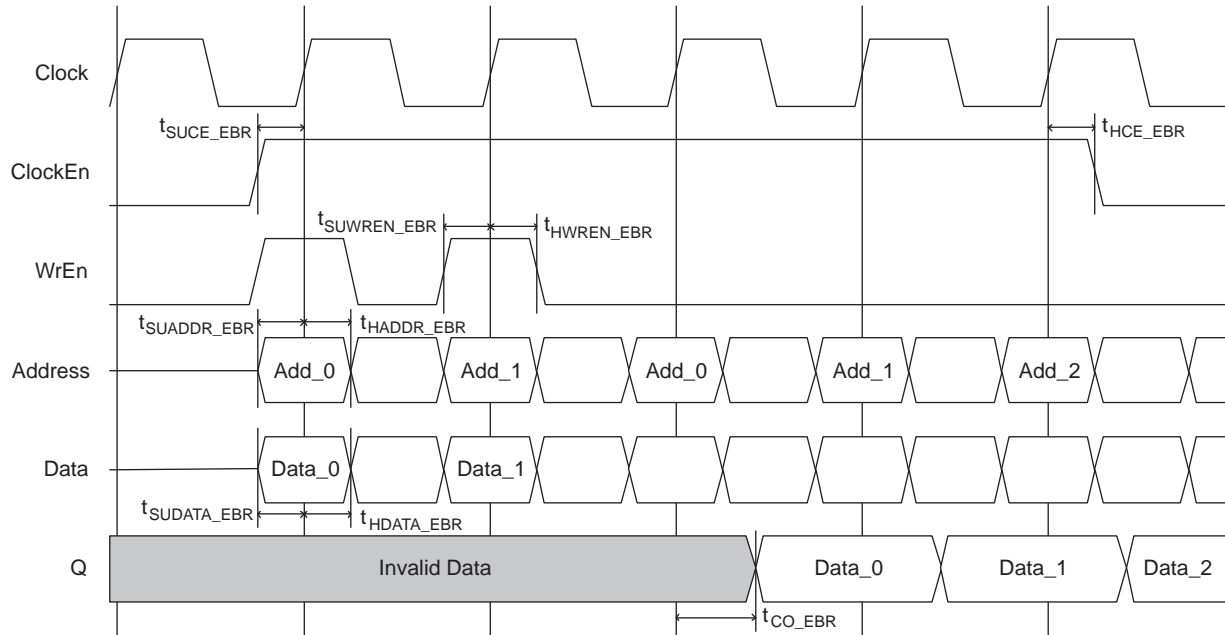 Clock
tSUCE_EBR
tHCE_EBR
ClockEn
tSUWREN_EBR
tHWREN_EBR
WrEn
tSUADDR_EBR
tHADDR_EBR
Address
Add_0
Add_1
Add_0
Add_1
Add_2
Data
Data_0
Data_1
tSUDATA_EBR
tHDATA_EBR
Q
Invalid Data
Data_0
Data_1
Data_2
tCO_EBR